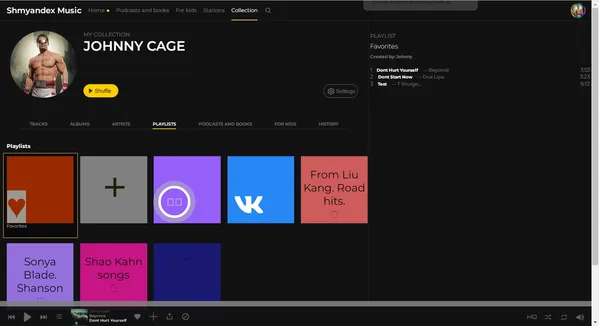 Shmyandex Music
Home Podcasts and books For kids Stations Collection
MY COLLECTION
JOHNNY CAGE
Shuffle
Settings
TRACKS ALBUMS ARTISTS PLAYLISTS PODCASTS AND BOOKS FOR KIDS HISTORY
Playlists
Favorites
+
From Liu
Kang. Road
hits.
Sonya
Blade.
Shanson
Shao Kahn
songs
PLAYLIST
Favorites
Created by: Johnny
1 Dont Hurt Yourself — Beyonce 3:53
2 Dont Start Now — Dua Lipa 3:23
3 Test 6:12
Beyonce
Dont Hurt Yourself
HQ